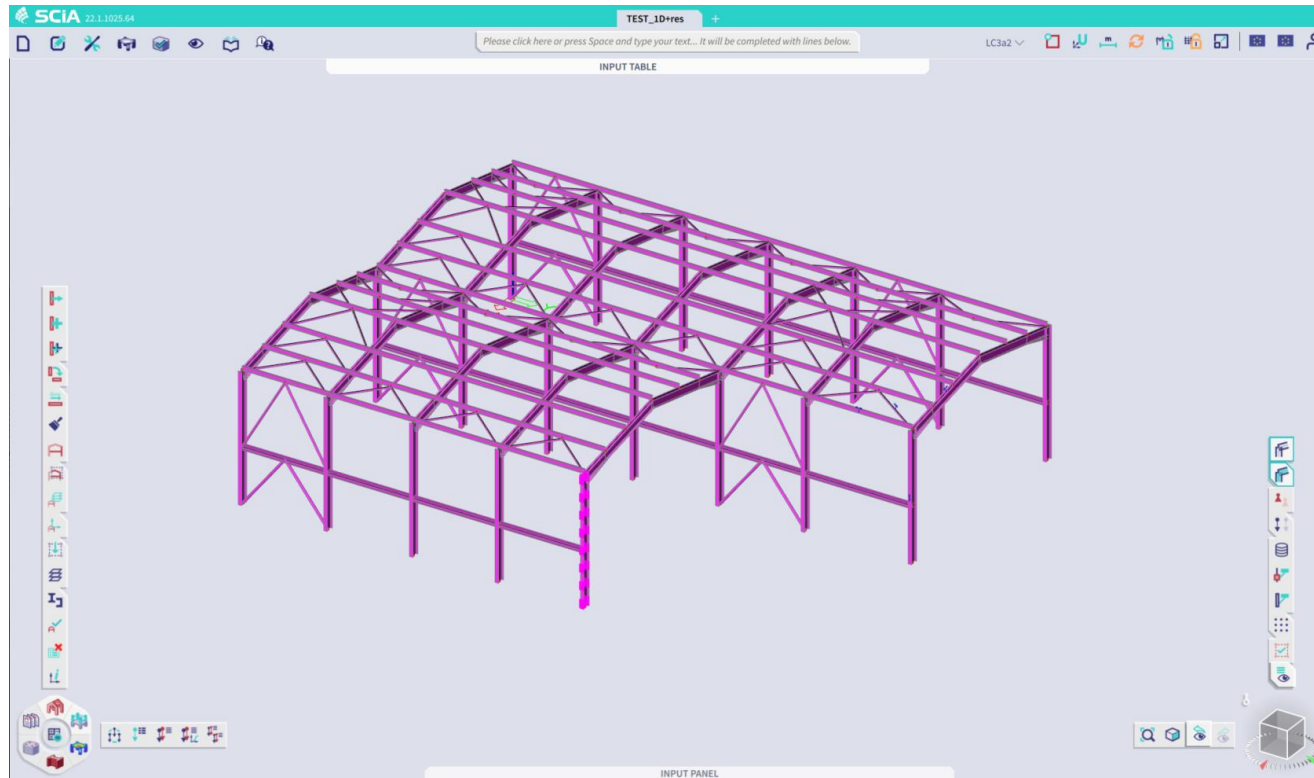 SCiA 22.1.1025.64
TEST_1D+res
Please click here or press Space and type your text... It will be completed with lines below.
LC3a2
INPUT TABLE
INPUT PANEL